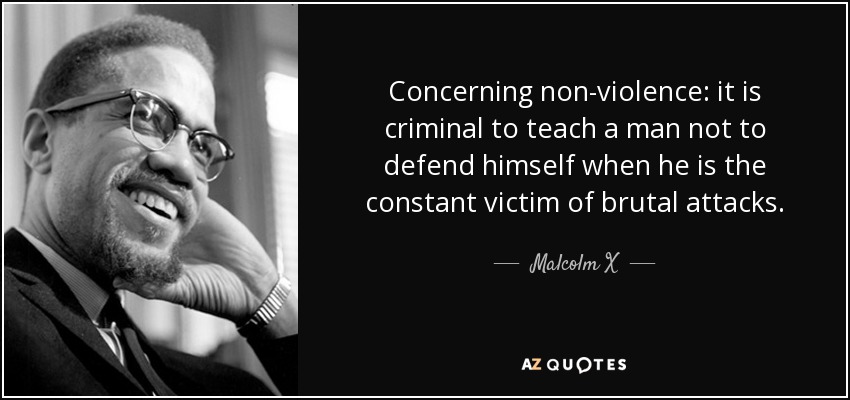 Concerning non-violence: it is
criminal to teach a man not to
defend himself when he is the
constant victim of brutal attacks.
Malcolm X
AZ QUOTES